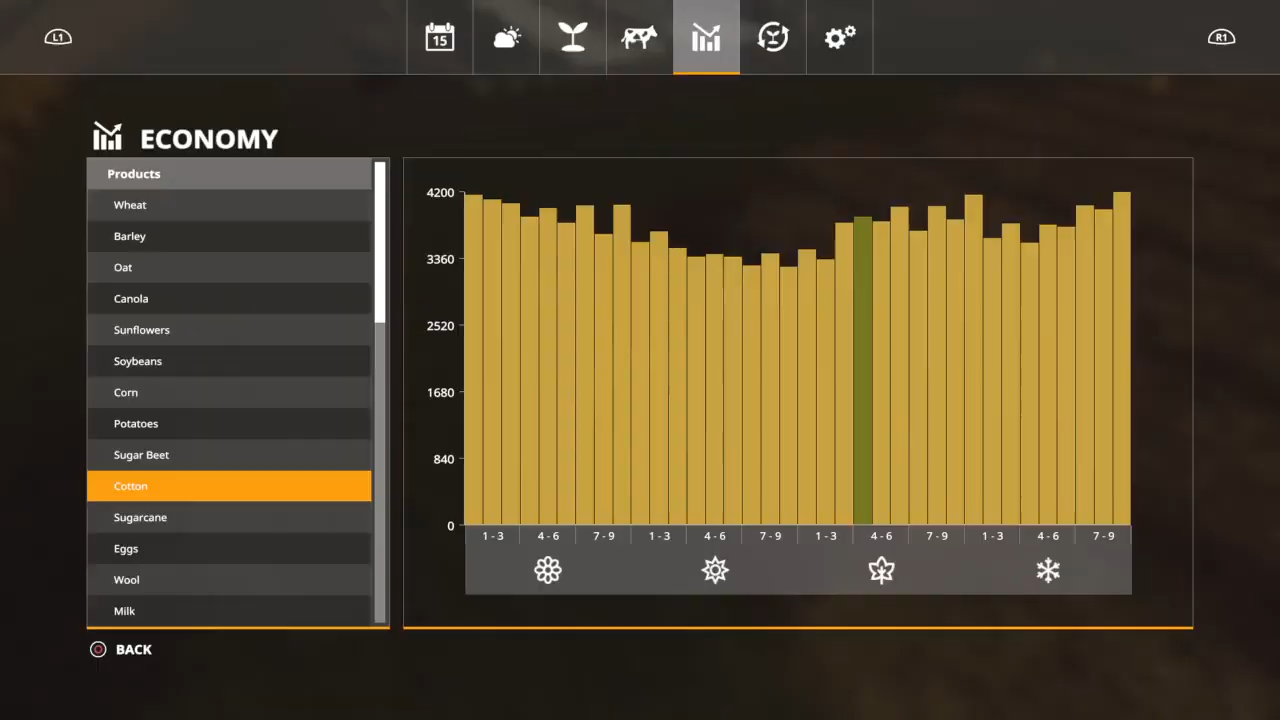 L1
15
R1
ECONOMY
Products
Wheat
Barley
Oat
Canola
Sunflowers
Soybeans
Corn
Potatoes
Sugar Beet
Cotton
Sugarcane
Eggs
Wool
Milk
4200
3360
2520
1680
840
0
1 - 3 4 - 6 7 - 9 1 - 3 4 - 6 7 - 9 1 - 3 4 - 6 7 - 9 1 - 3 4 - 6 7 - 9
BACK